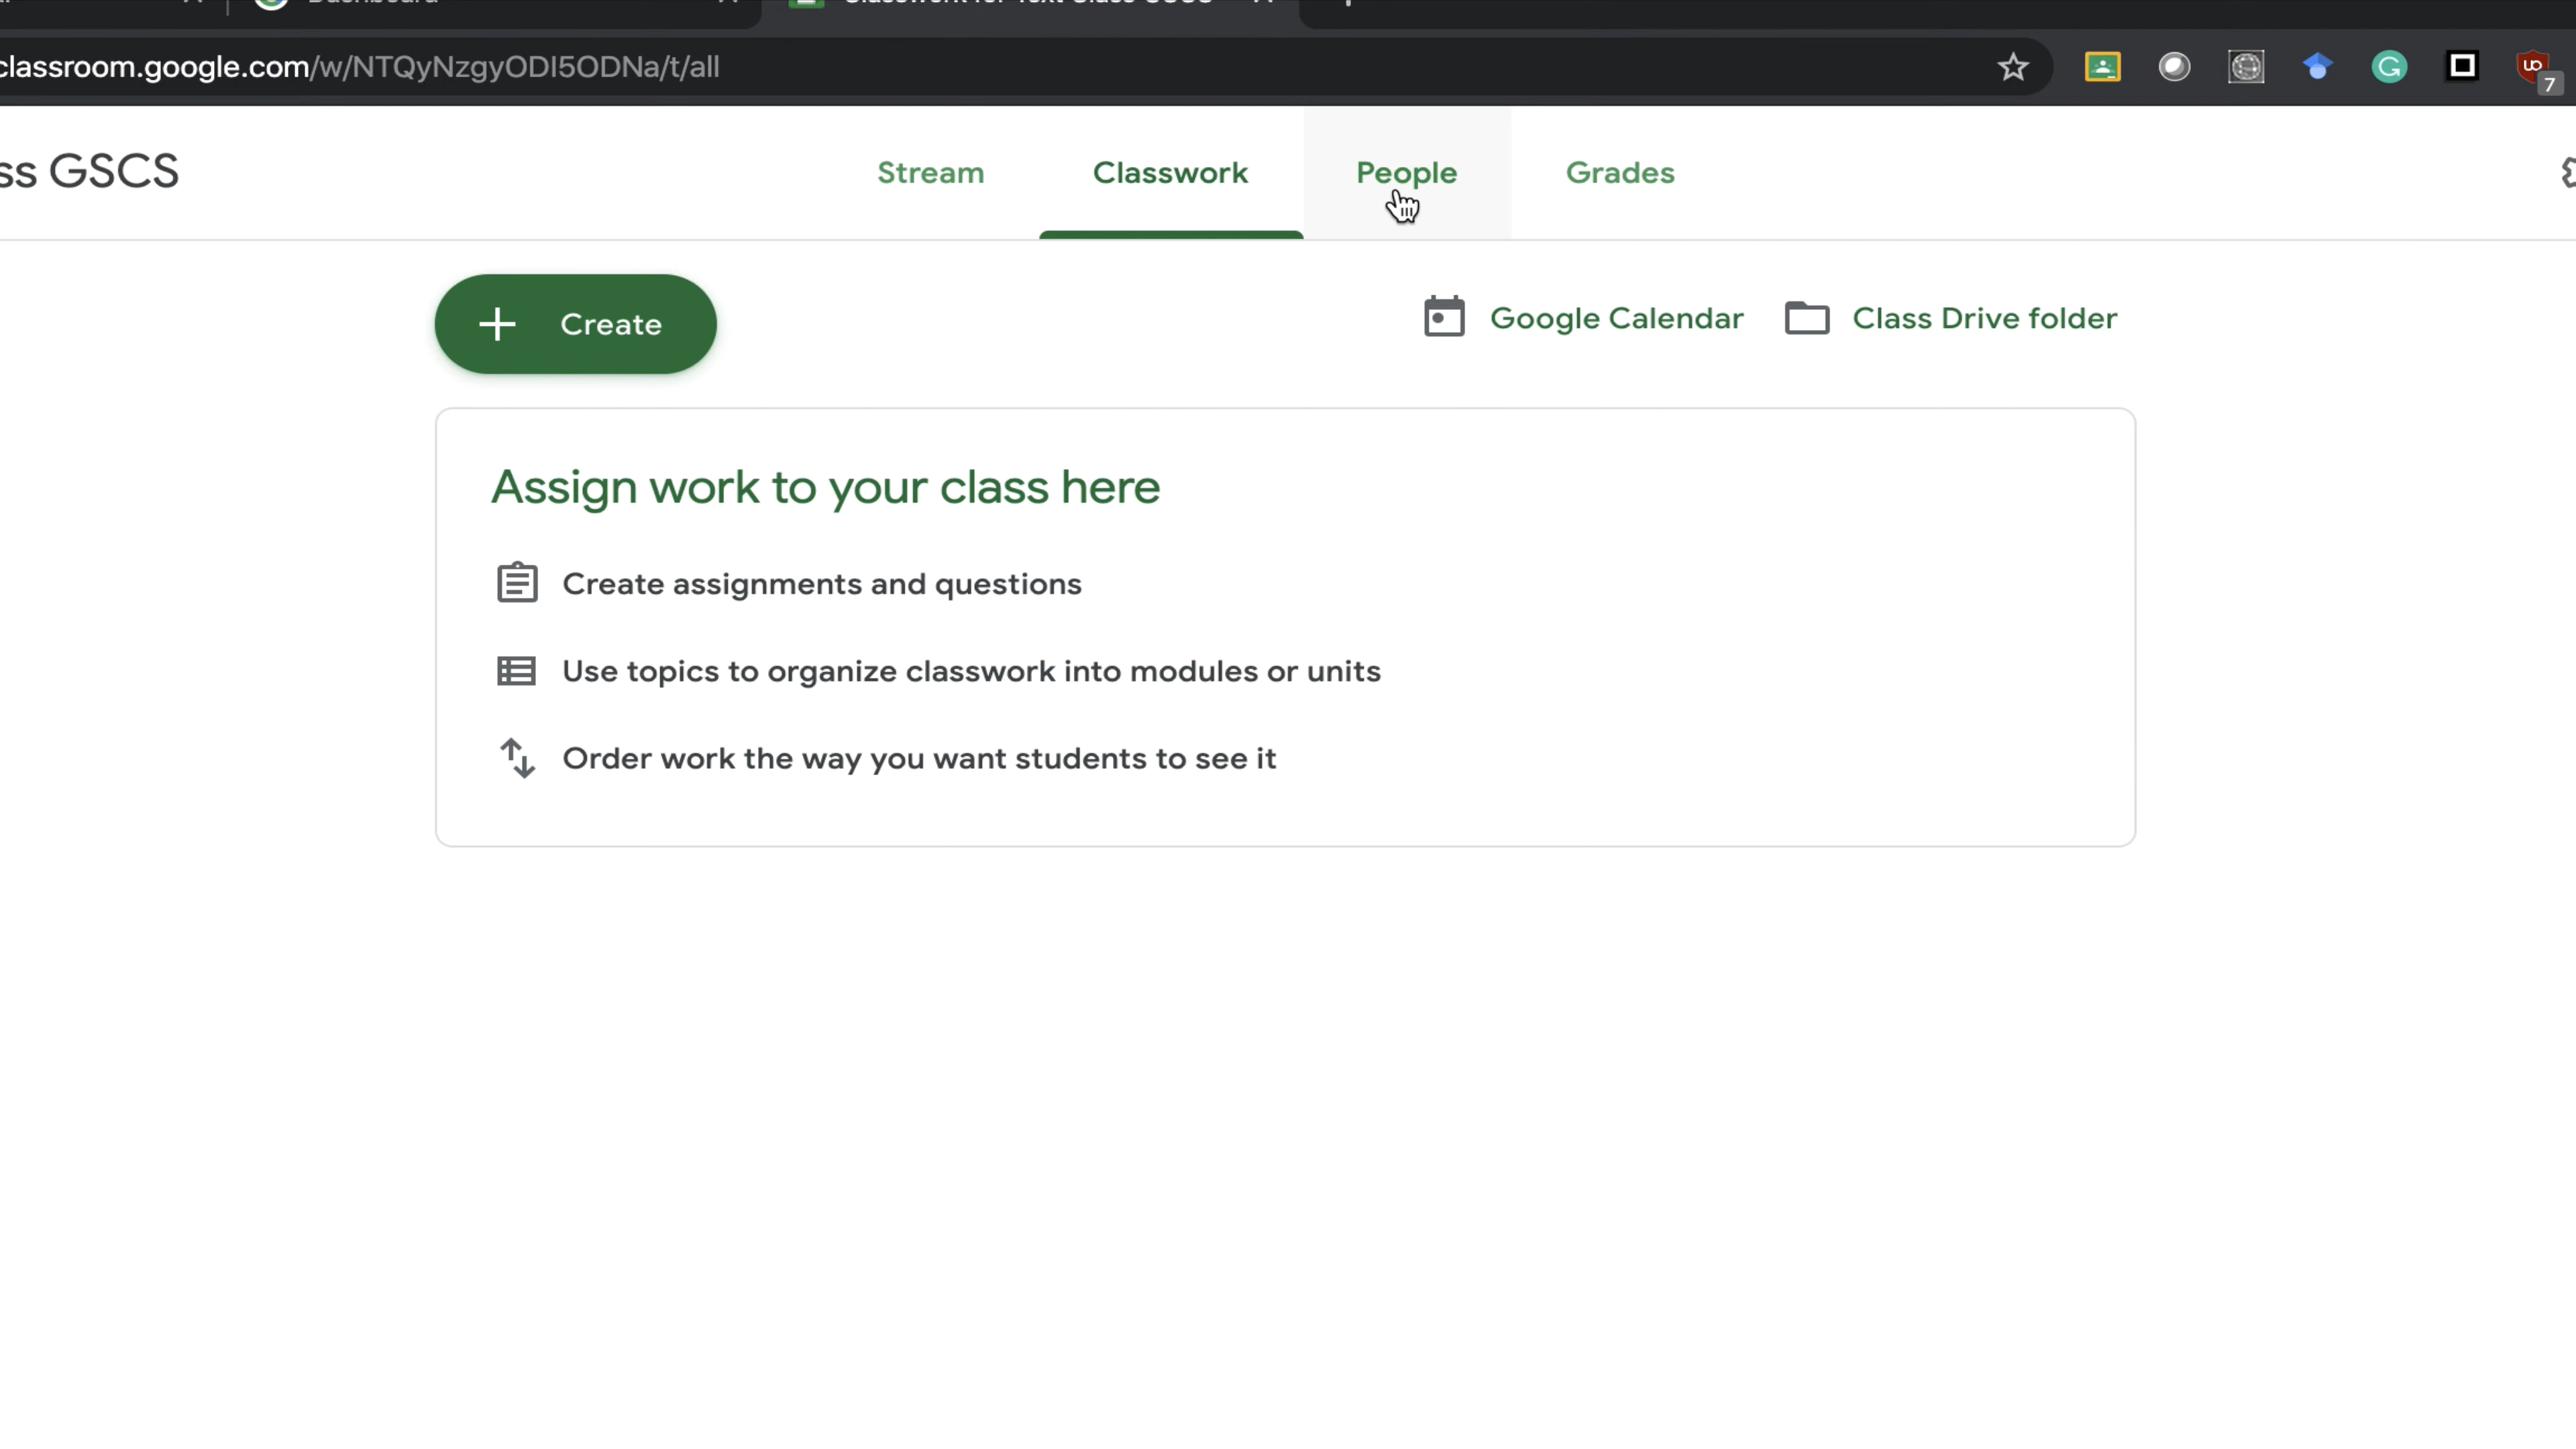 Dashboard
classroom.google.com/w/NTQyNzgyODI5ODNa/t/all
7
ss GSCS
Stream
Classwork
People
Grades
Create
Google Calendar
Class Drive folder
Assign work to your class here
Create assignments and questions
Use topics to organize classwork into modules or units
Order work the way you want students to see it